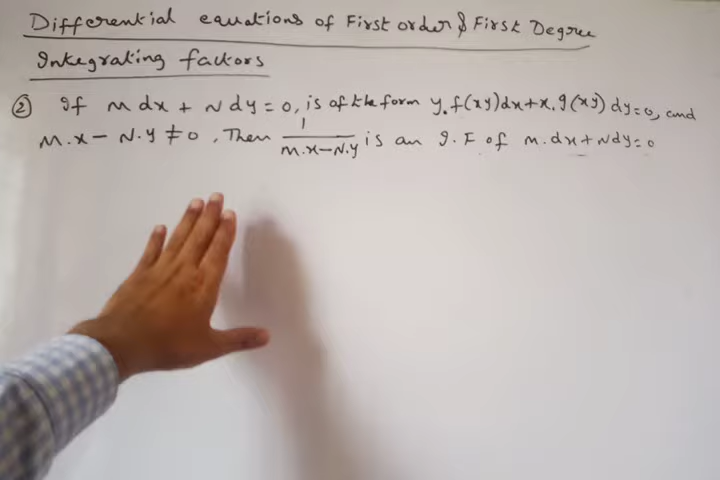 Differential equations of First order & First Degree
Integrating factors
② If M dx + N dy = 0, is of the form y.f(xy)dx+x.g(xy)dy=0, and
M.x - N.y ≠ 0, Then 1/(M.x-N.y) is an I.F of M.dx+Ndy=0